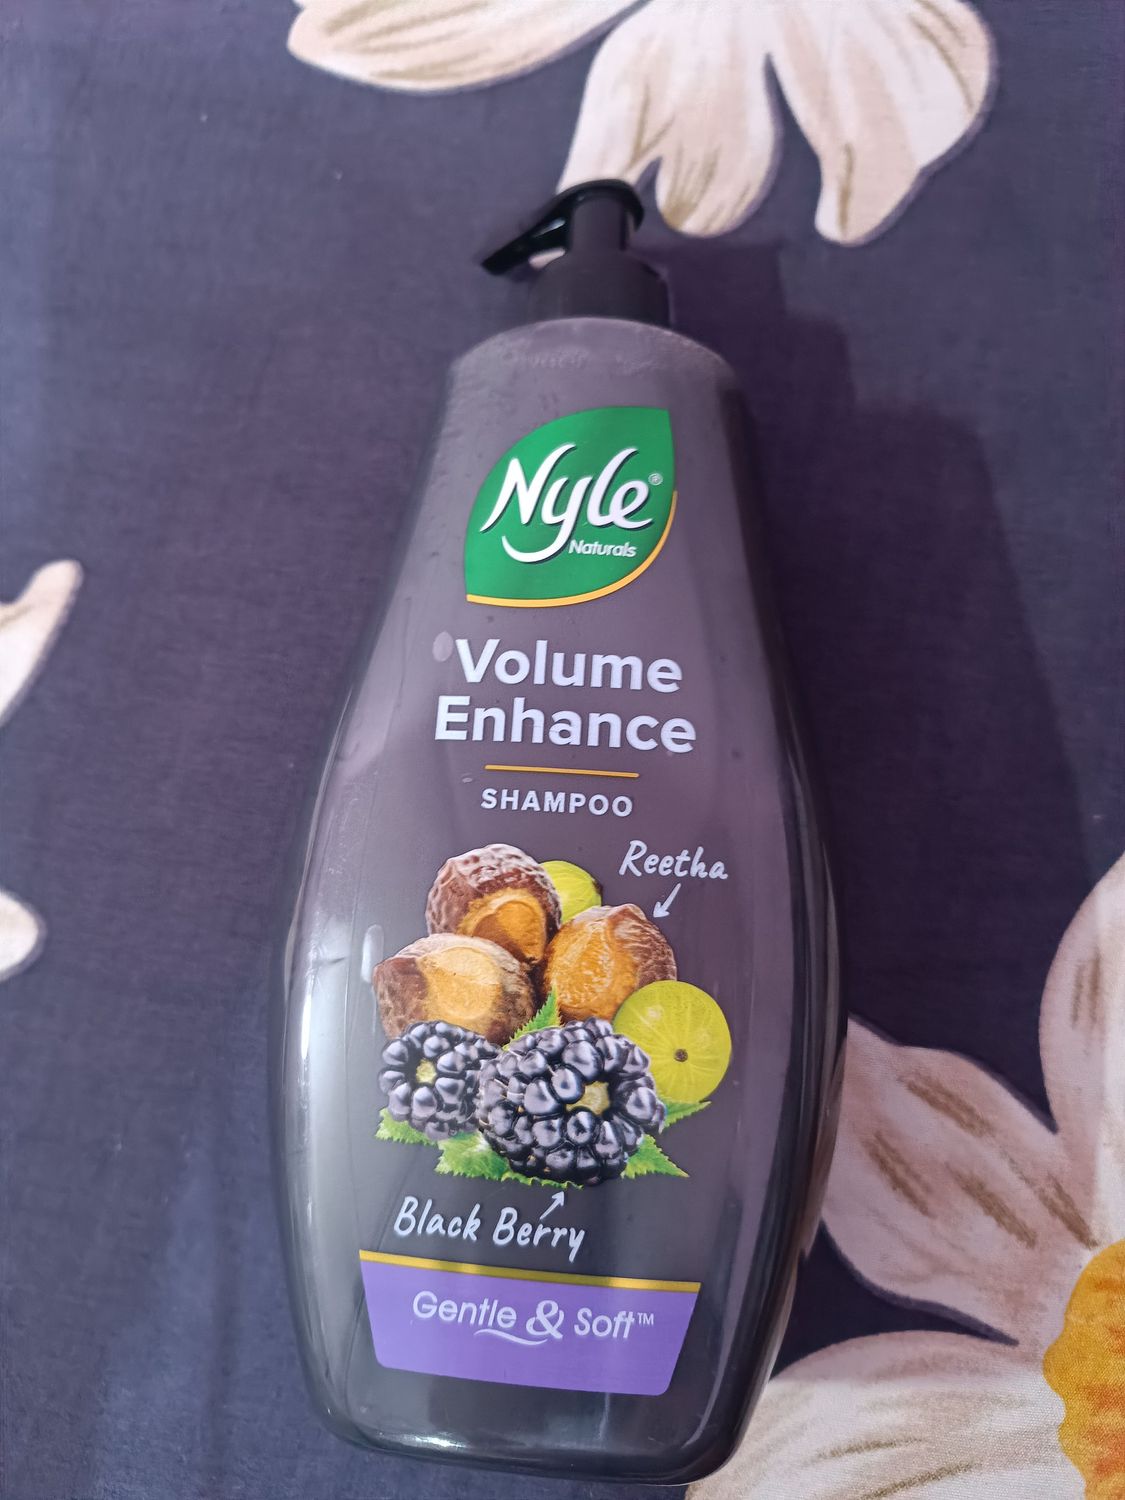 Nyle®
Naturals
Volume
Enhance
SHAMPOO
Reetha
Black Berry
Gentle & Soft™